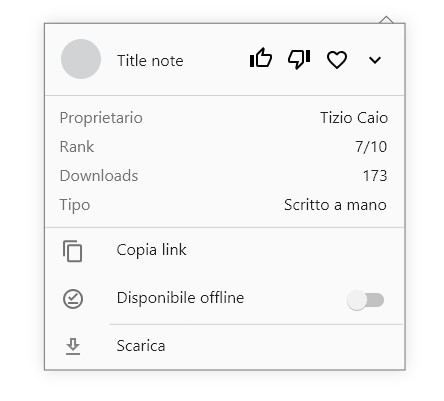 Title note
Proprietario Tizio Caio
Rank 7/10
Downloads 173
Tipo Scritto a mano
Copia link
Disponibile offline
Scarica